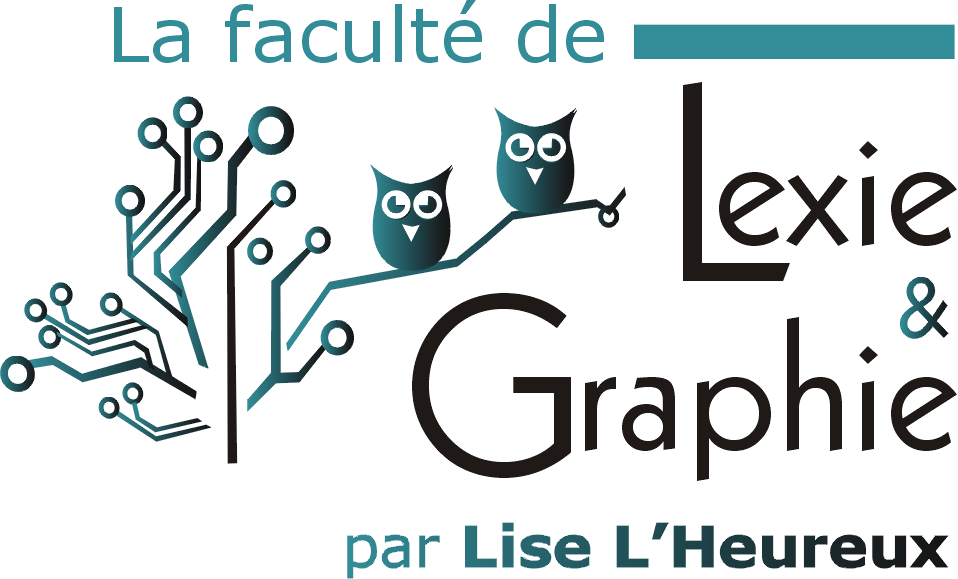 La faculté de
Lexie
&
Graphie
par Lise L’Heureux